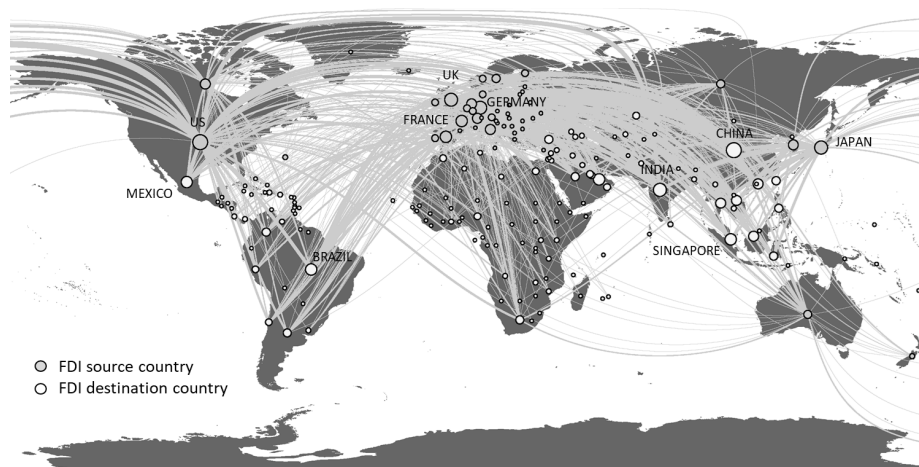 UK
GERMANY
FRANCE
US
CHINA
JAPAN
INDIA
MEXICO
SINGAPORE
BRAZIL
FDI source country
FDI destination country